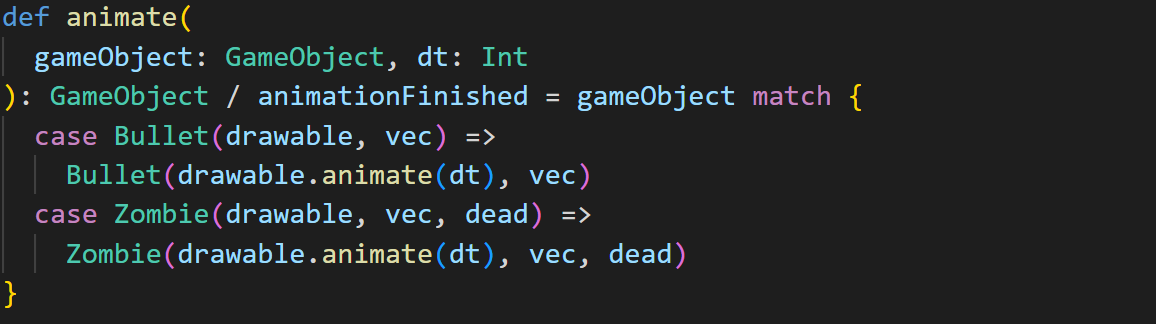 def animate(
  gameObject: GameObject, dt: Int
): GameObject / animationFinished = gameObject match {
  case Bullet(drawable, vec) =>
    Bullet(drawable.animate(dt), vec)
  case Zombie(drawable, vec, dead) =>
    Zombie(drawable.animate(dt), vec, dead)
}